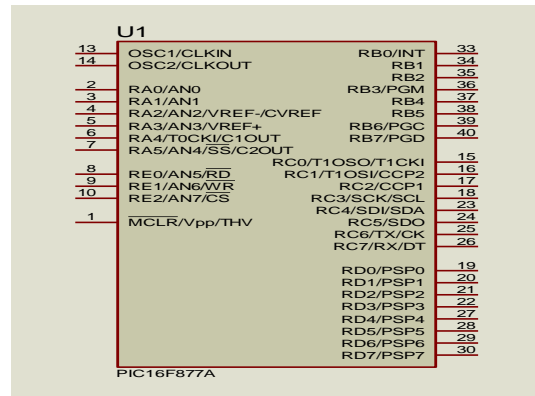 U1
13 OSC1/CLKIN
14 OSC2/CLKOUT
2 RA0/AN0
3 RA1/AN1
4 RA2/AN2/VREF-/CVREF
5 RA3/AN3/VREF+
6 RA4/T0CKI/C1OUT
7 RA5/AN4/SS/C2OUT
8 RE0/AN5/RD
9 RE1/AN6/WR
10 RE2/AN7/CS
1 MCLR/Vpp/THV
RB0/INT 33
RB1 34
RB2 35
RB3/PGM 36
RB4 37
RB5 38
RB6/PGC 39
RB7/PGD 40
RC0/T1OSO/T1CKI 15
RC1/T1OSI/CCP2 16
RC2/CCP1 17
RC3/SCK/SCL 18
RC4/SDI/SDA 23
RC5/SDO 24
RC6/TX/CK 25
RC7/RX/DT 26
RD0/PSP0 19
RD1/PSP1 20
RD2/PSP2 21
RD3/PSP3 22
RD4/PSP4 27
RD5/PSP5 28
RD6/PSP6 29
RD7/PSP7 30
PIC16F877A